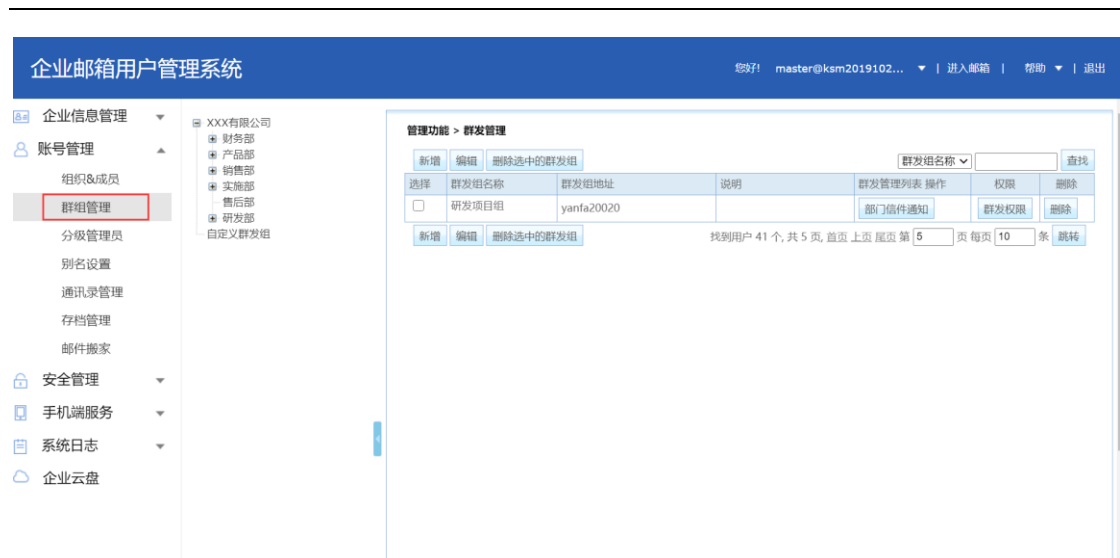 企业邮箱用户管理系统
您好! master@ksm2019102... ▼ | 进入邮箱 | 帮助 ▼ | 退出
企业信息管理
账号管理
组织&成员
群组管理
分级管理员
别名设置
通讯录管理
存档管理
邮件搬家
安全管理
手机端服务
系统日志
企业云盘
XXX有限公司
财务部
产品部
销售部
实施部
售后部
研发部
自定义群发组
管理功能 > 群发管理
新增 编辑 删除选中的群发组 群发组名称 查找
选择 群发组名称 群发组地址 说明 群发管理列表 操作 权限 删除
研发项目组 yanfa20020 部门信件通知 群发权限 删除
新增 编辑 删除选中的群发组 找到用户 41 个, 共 5 页, 首页 上页 尾页 第 5 页 每页 10 条 跳转